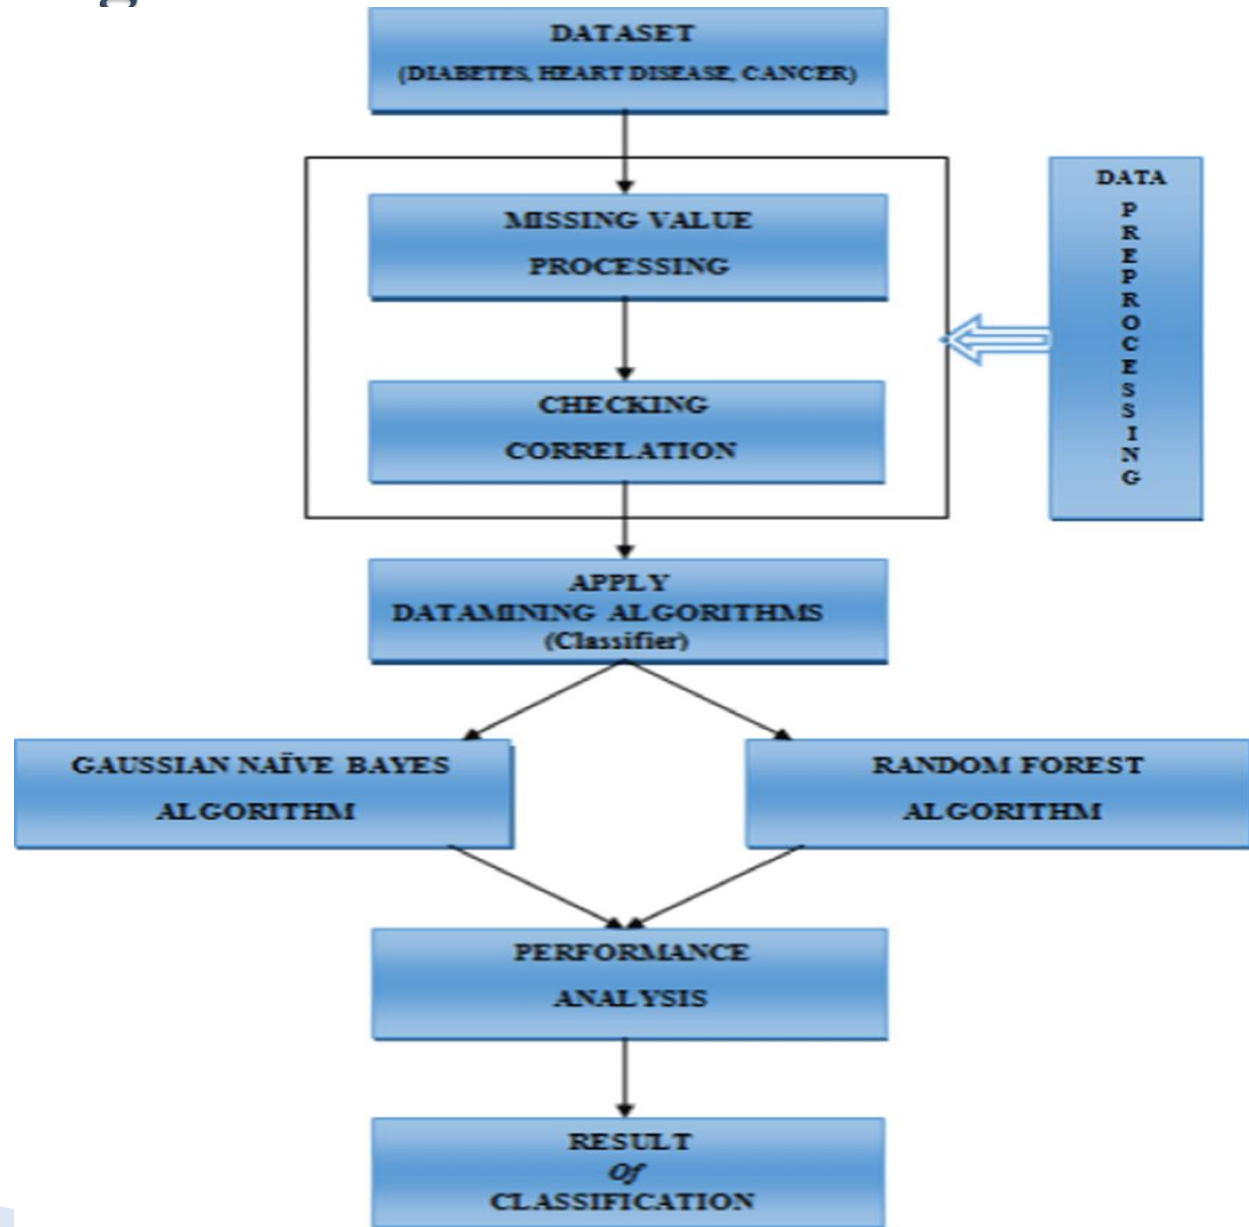 DATASET
(DIABETES, HEART DISEASE, CANCER)
MISSING VALUE
PROCESSING
CHECKING
CORRELATION
DATA
P
R
E
P
R
O
C
E
S
S
I
N
G
APPLY
DATAMINING ALGORITHMS
(Classifier)
GAUSSIAN NAÏVE BAYES
ALGORITHM
RANDOM FOREST
ALGORITHM
PERFORMANCE
ANALYSIS
RESULT
Of
CLASSIFICATION